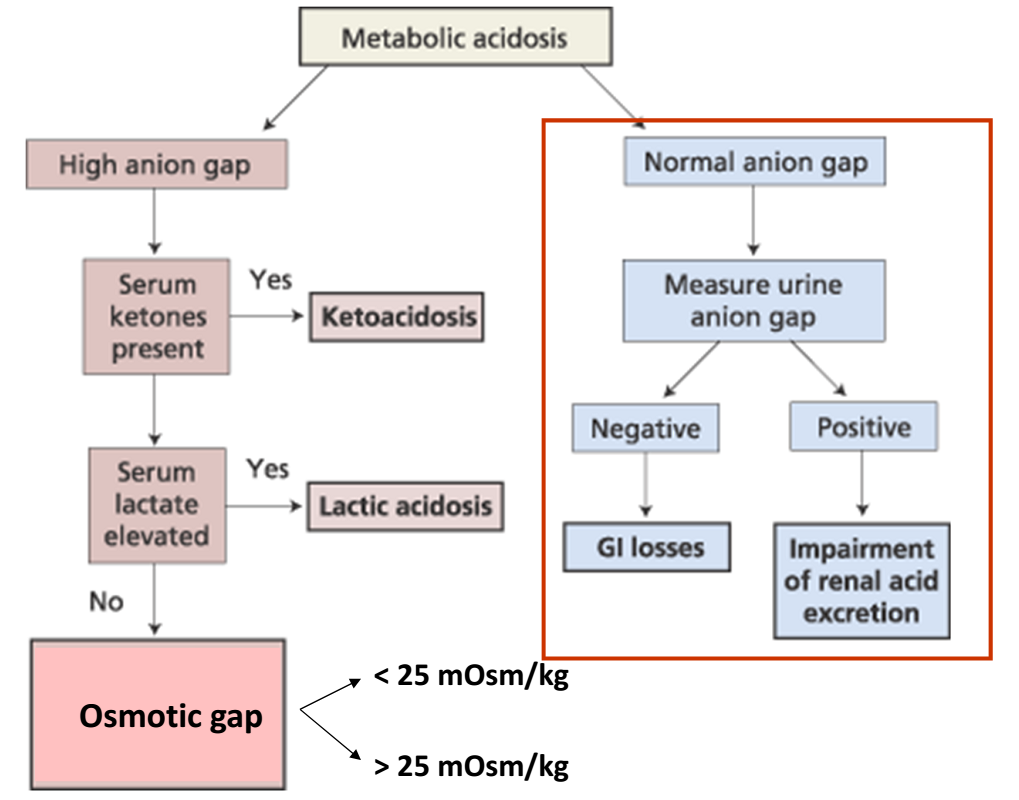 Metabolic acidosis
High anion gap
Serum
ketones
present
Yes
Ketoacidosis
Serum
lactate
elevated
Yes
Lactic acidosis
No
Osmotic gap
< 25 mOsm/kg
> 25 mOsm/kg
Normal anion gap
Measure urine
anion gap
Negative
Positive
GI losses
Impairment
of renal acid
excretion